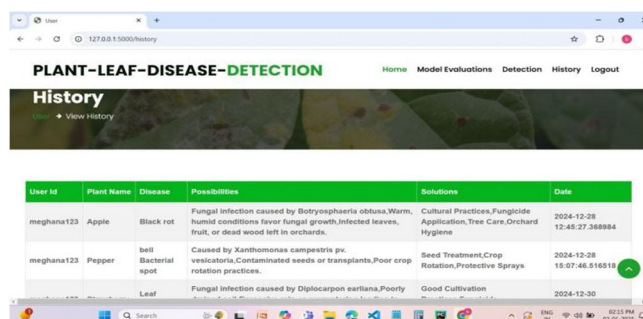 User
127.0.0.1:5000/history
PLANT-LEAF-DISEASE-DETECTION
Home Model Evaluations Detection History Logout
History
User → View History
User Id Plant Name Disease Possibilities Solutions Date
meghana123 Apple Black rot Fungal infection caused by Botryosphaeria obtusa,Warm, humid conditions favor fungal growth,Infected leaves, fruit, or dead wood left in orchards. Cultural Practices,Fungicide Application,Tree Care,Orchard Hygiene 2024-12-28 12:45:27.368984
meghana123 Pepper bell Bacterial spot Caused by Xanthomonas campestris pv. vesicatoria,Contaminated seeds or transplants,Poor crop rotation practices. Seed Treatment,Crop Rotation,Protective Sprays 2024-12-28 15:07:46.516518
Leaf Fungal infection caused by Diplocarpon earliana,Poorly Good Cultivation 2024-12-30
Search
ENG
IN
02:15 PM